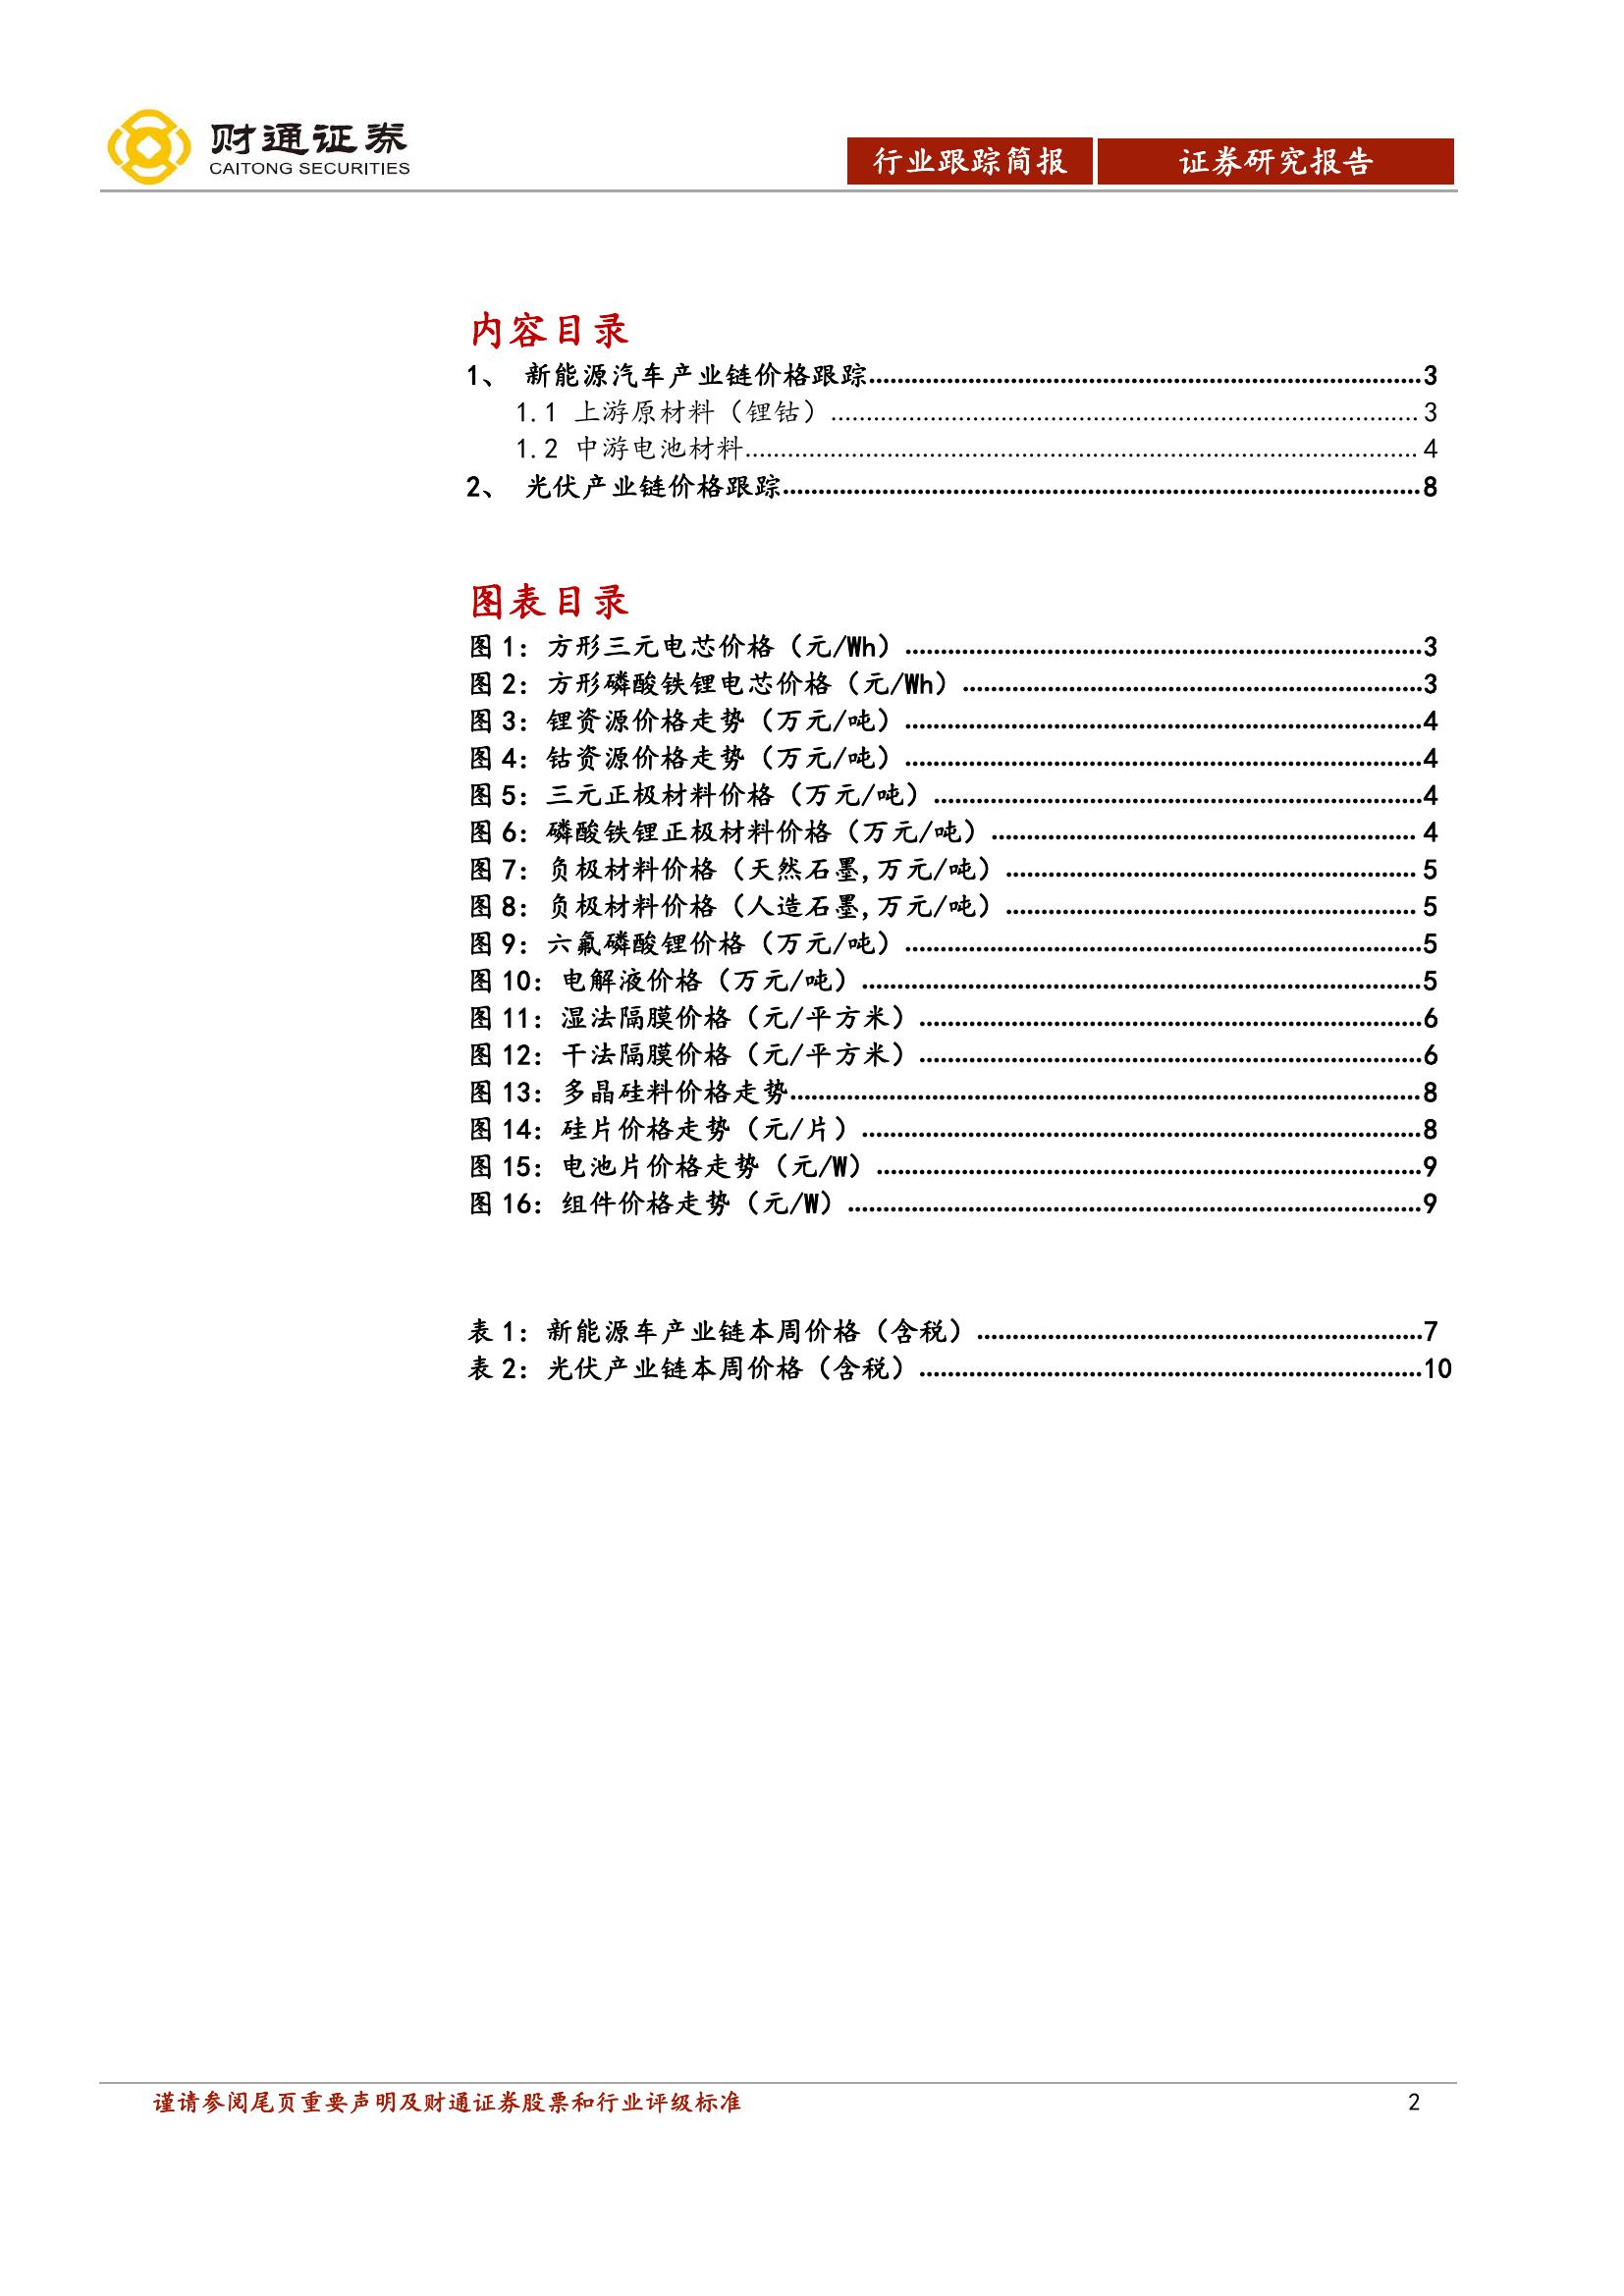 财通证券
CAITONG SECURITIES
行业跟踪简报 证券研究报告
内容目录
1、 新能源汽车产业链价格跟踪................3
1.1 上游原材料（锂钴）................3
1.2 中游电池材料................4
2、 光伏产业链价格跟踪................8
图表目录
图 1：方形三元电芯价格（元/Wh）................3
图 2：方形磷酸铁锂电芯价格（元/Wh）................3
图 3：锂资源价格走势（万元/吨）................4
图 4：钴资源价格走势（万元/吨）................4
图 5：三元正极材料价格（万元/吨）................4
图 6：磷酸铁锂正极材料价格（万元/吨）................4
图 7：负极材料价格（天然石墨,万元/吨）................5
图 8：负极材料价格（人造石墨,万元/吨）................5
图 9：六氟磷酸锂价格（万元/吨）................5
图 10：电解液价格（万元/吨）................5
图 11：湿法隔膜价格（元/平方米）................6
图 12：干法隔膜价格（元/平方米）................6
图 13：多晶硅料价格走势................8
图 14：硅片价格走势（元/片）................8
图 15：电池片价格走势（元/W）................9
图 16：组件价格走势（元/W）................9
表 1：新能源车产业链本周价格（含税）................7
表 2：光伏产业链本周价格（含税）................10
谨请参阅尾页重要声明及财通证券股票和行业评级标准 2